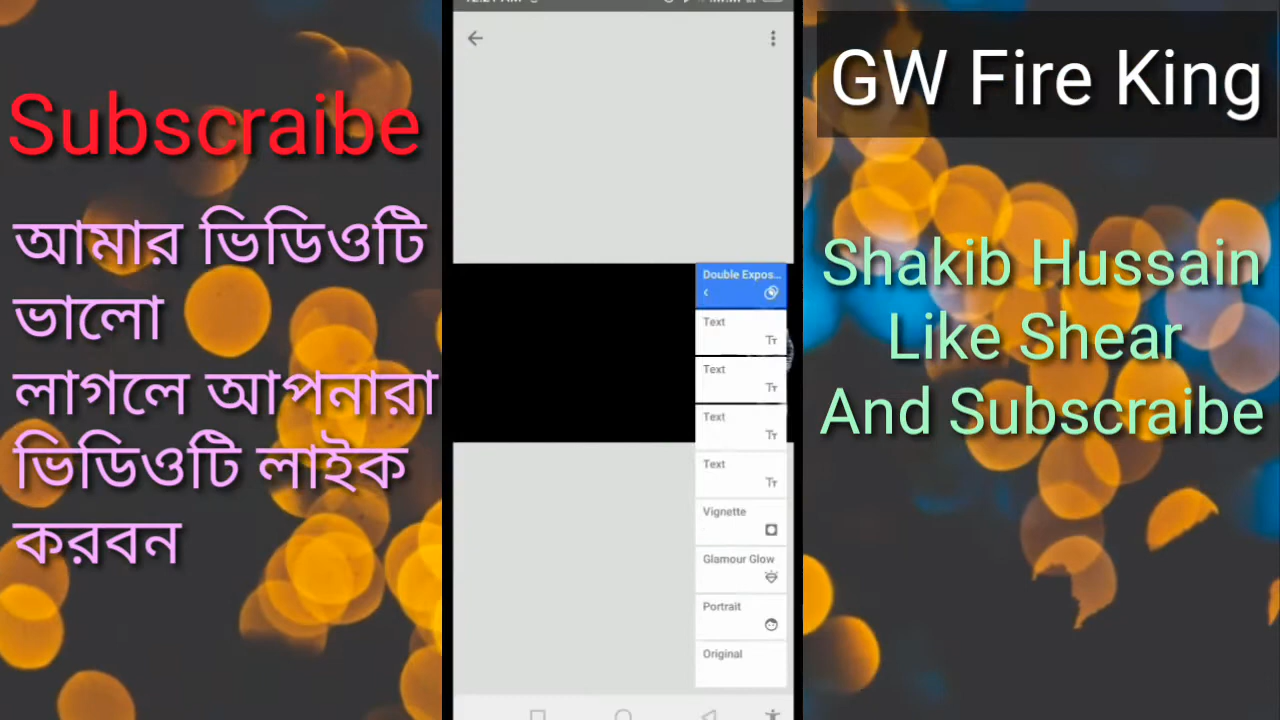 Subscraibe
আমার ভিডিওটি
ভালো
লাগলে আপনারা
ভিডিওটি লাইক
করবন
Double Expos...
Text
Text
Text
Text
Vignette
Glamour Glow
Portrait
Original
GW Fire King
Shakib Hussain
Like Shear
And Subscraibe